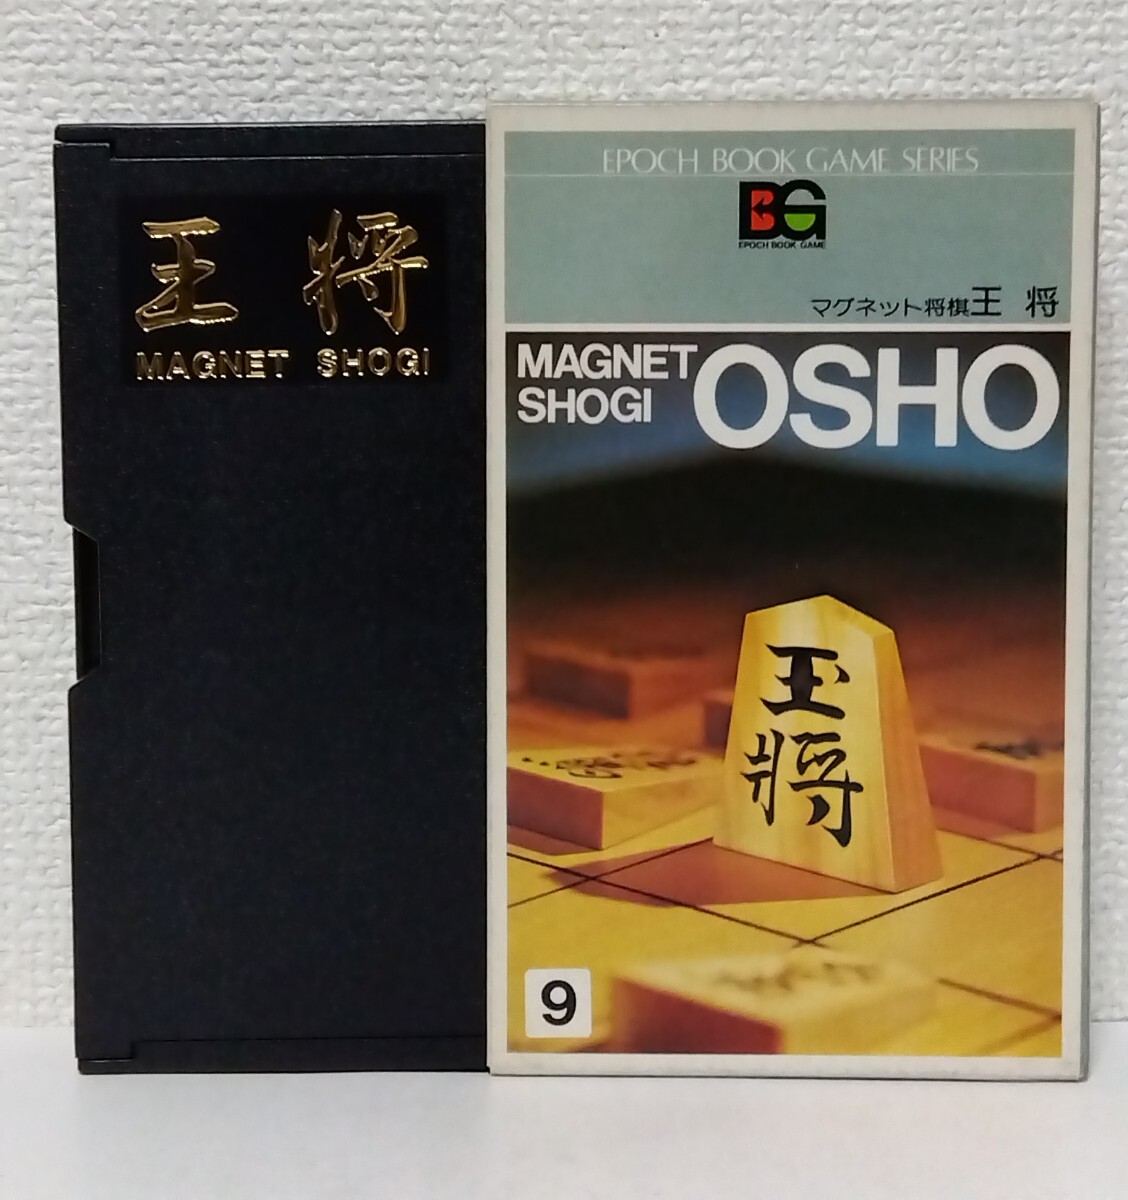 王将
MAGNET SHOGI
EPOCH BOOK GAME SERIES
BG
EPOCH BOOK GAME
マグネット将棋王将
MAGNET
SHOGI
OSHO
玉
将
9